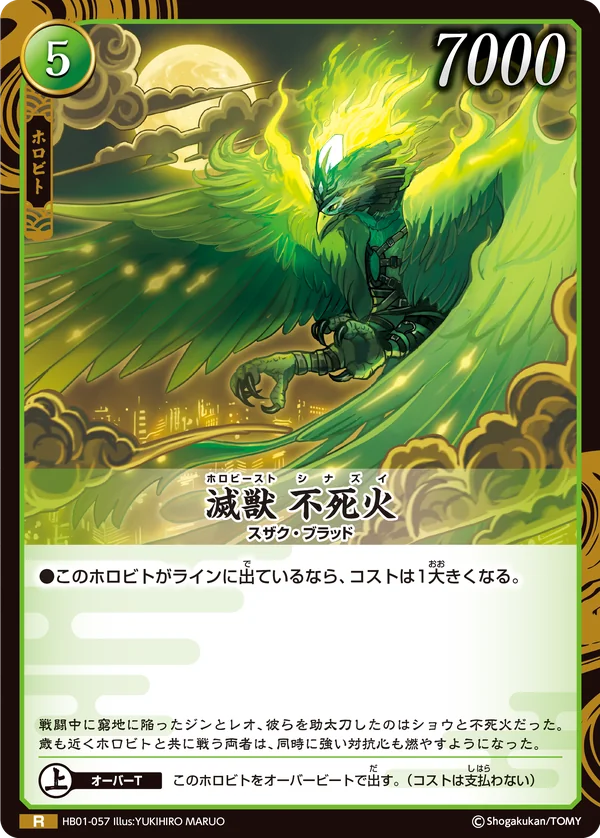 5
7000
ホロビト
ホロビースト シナズイ
滅獣 不死火
スザク・ブラッド
●このホロビトがラインに出ているなら、コストは1大きくなる。
戦闘中に窮地に陥ったジンとレオ、彼らを助太刀したのはショウと不死火だった。
歳も近くホロビトと共に戦う両者は、同時に強い対抗心も燃やすようになった。
上 オーバーT このホロビトをオーバービートで出す。(コストは支払わない)
R HB01-057 Illus:YUKIHIRO MARUO ©Shogakukan/TOMY